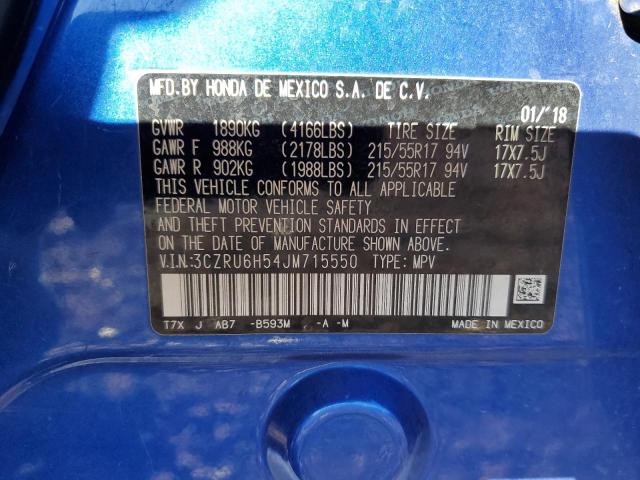 MFD.BY HONDA DE MEXICO S.A. DE C.V.
01/'18
GVWR 1890KG (4166LBS) TIRE SIZE RIM SIZE
GAWR F 988KG (2178LBS) 215/55R17 94V 17X7.5J
GAWR R 902KG (1988LBS) 215/55R17 94V 17X7.5J
THIS VEHICLE CONFORMS TO ALL APPLICABLE
FEDERAL MOTOR VEHICLE SAFETY
AND THEFT PREVENTION STANDARDS IN EFFECT
ON THE DATE OF MANUFACTURE SHOWN ABOVE.
V.I.N:3CZRU6H54JM715550 TYPE: MPV
T7X J AB7 -B593M -A -M MADE IN MEXICO